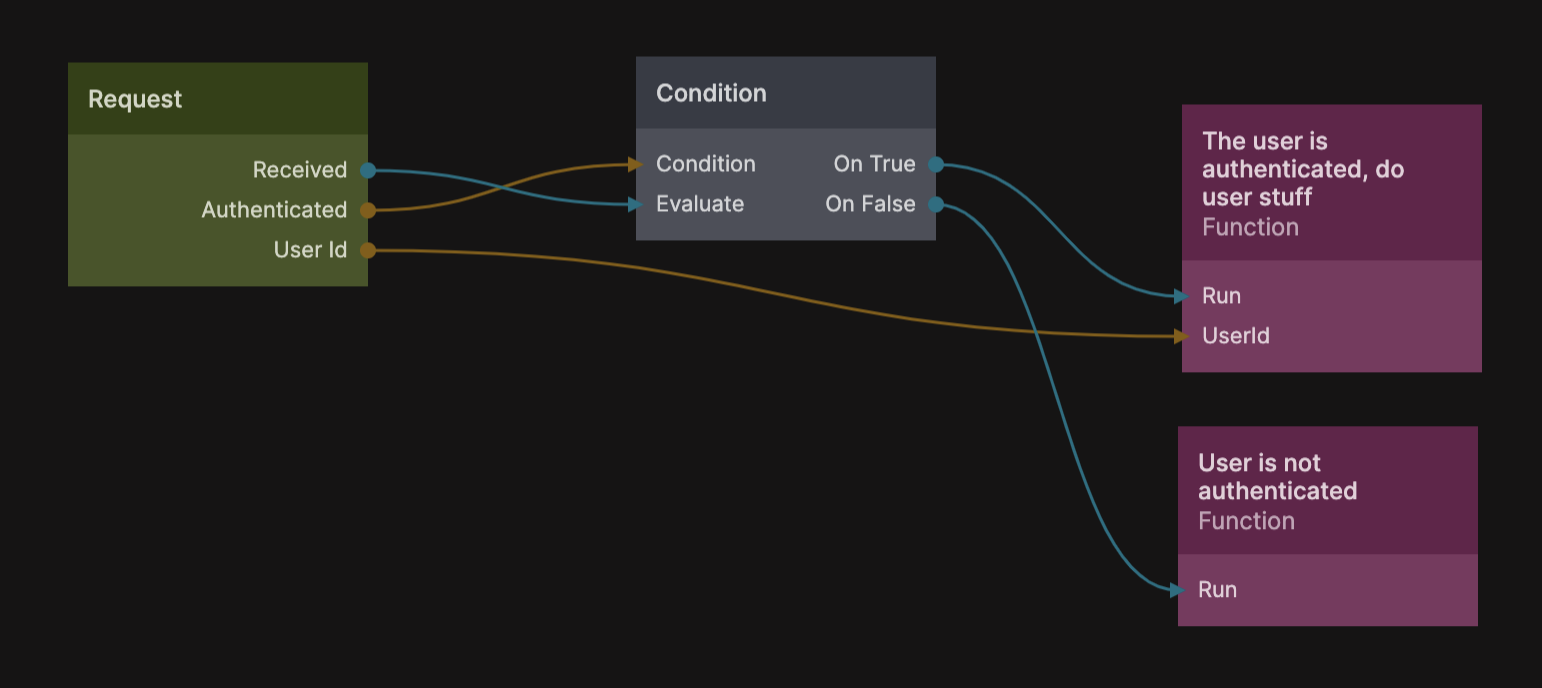 Request
Received
Authenticated
User Id
Condition
Condition
On True
Evaluate
On False
The user is
authenticated, do
user stuff
Function
Run
UserId
User is not
authenticated
Function
Run